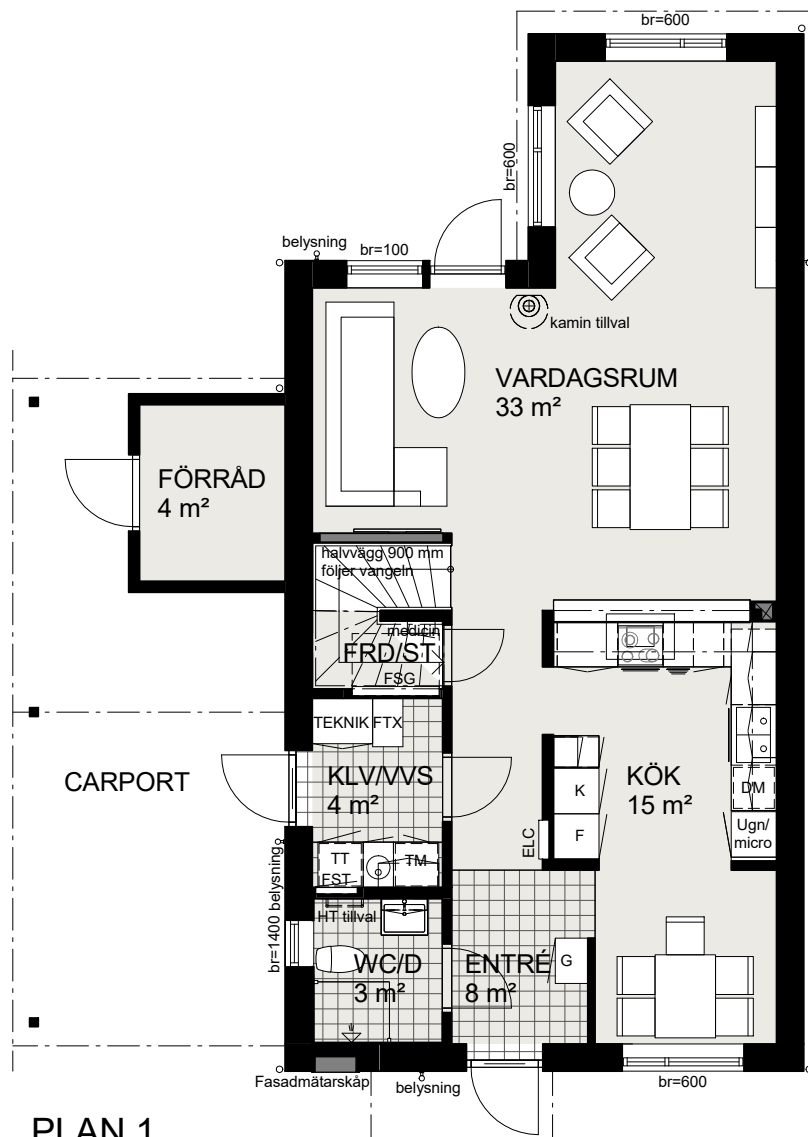 br=600
br=600
belysning
br=100
kamin tillval
VARDAGSRUM
33 m²
FÖRRÅD
4 m²
halvvägg 900 mm
följer vangeln
medicin
FRD/ST
FSG
TEKNIK
FTX
CARPORT
KLV/VVS
4 m²
KÖK
15 m²
K
F
DM
Ugn/
micro
ELC
TT
FST
TM
br=1400 belysning
HT tillval
WC/D
3 m²
ENTRÉ
8 m²
G
Fasadmätarskåp
belysning
br=600
PLAN 1